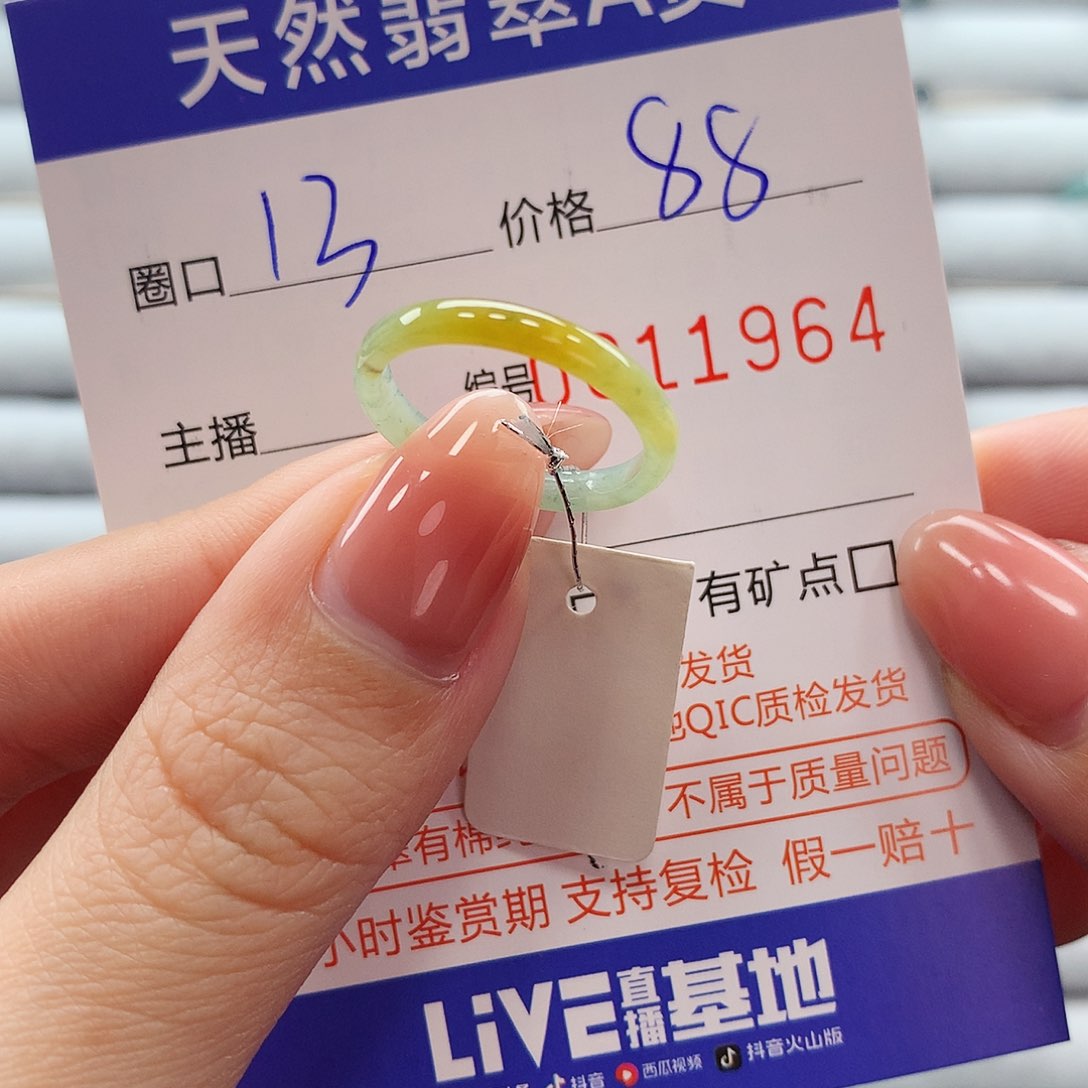 天然翡翠A货
圈口 13 价格 88
编号 0011964
主播
有矿点□
发货
QIC质检发货
不属于质量问题
有棉
小时鉴赏期 支持复检 假一赔十
LiVE直播基地
抖音 西瓜视频 抖音火山版